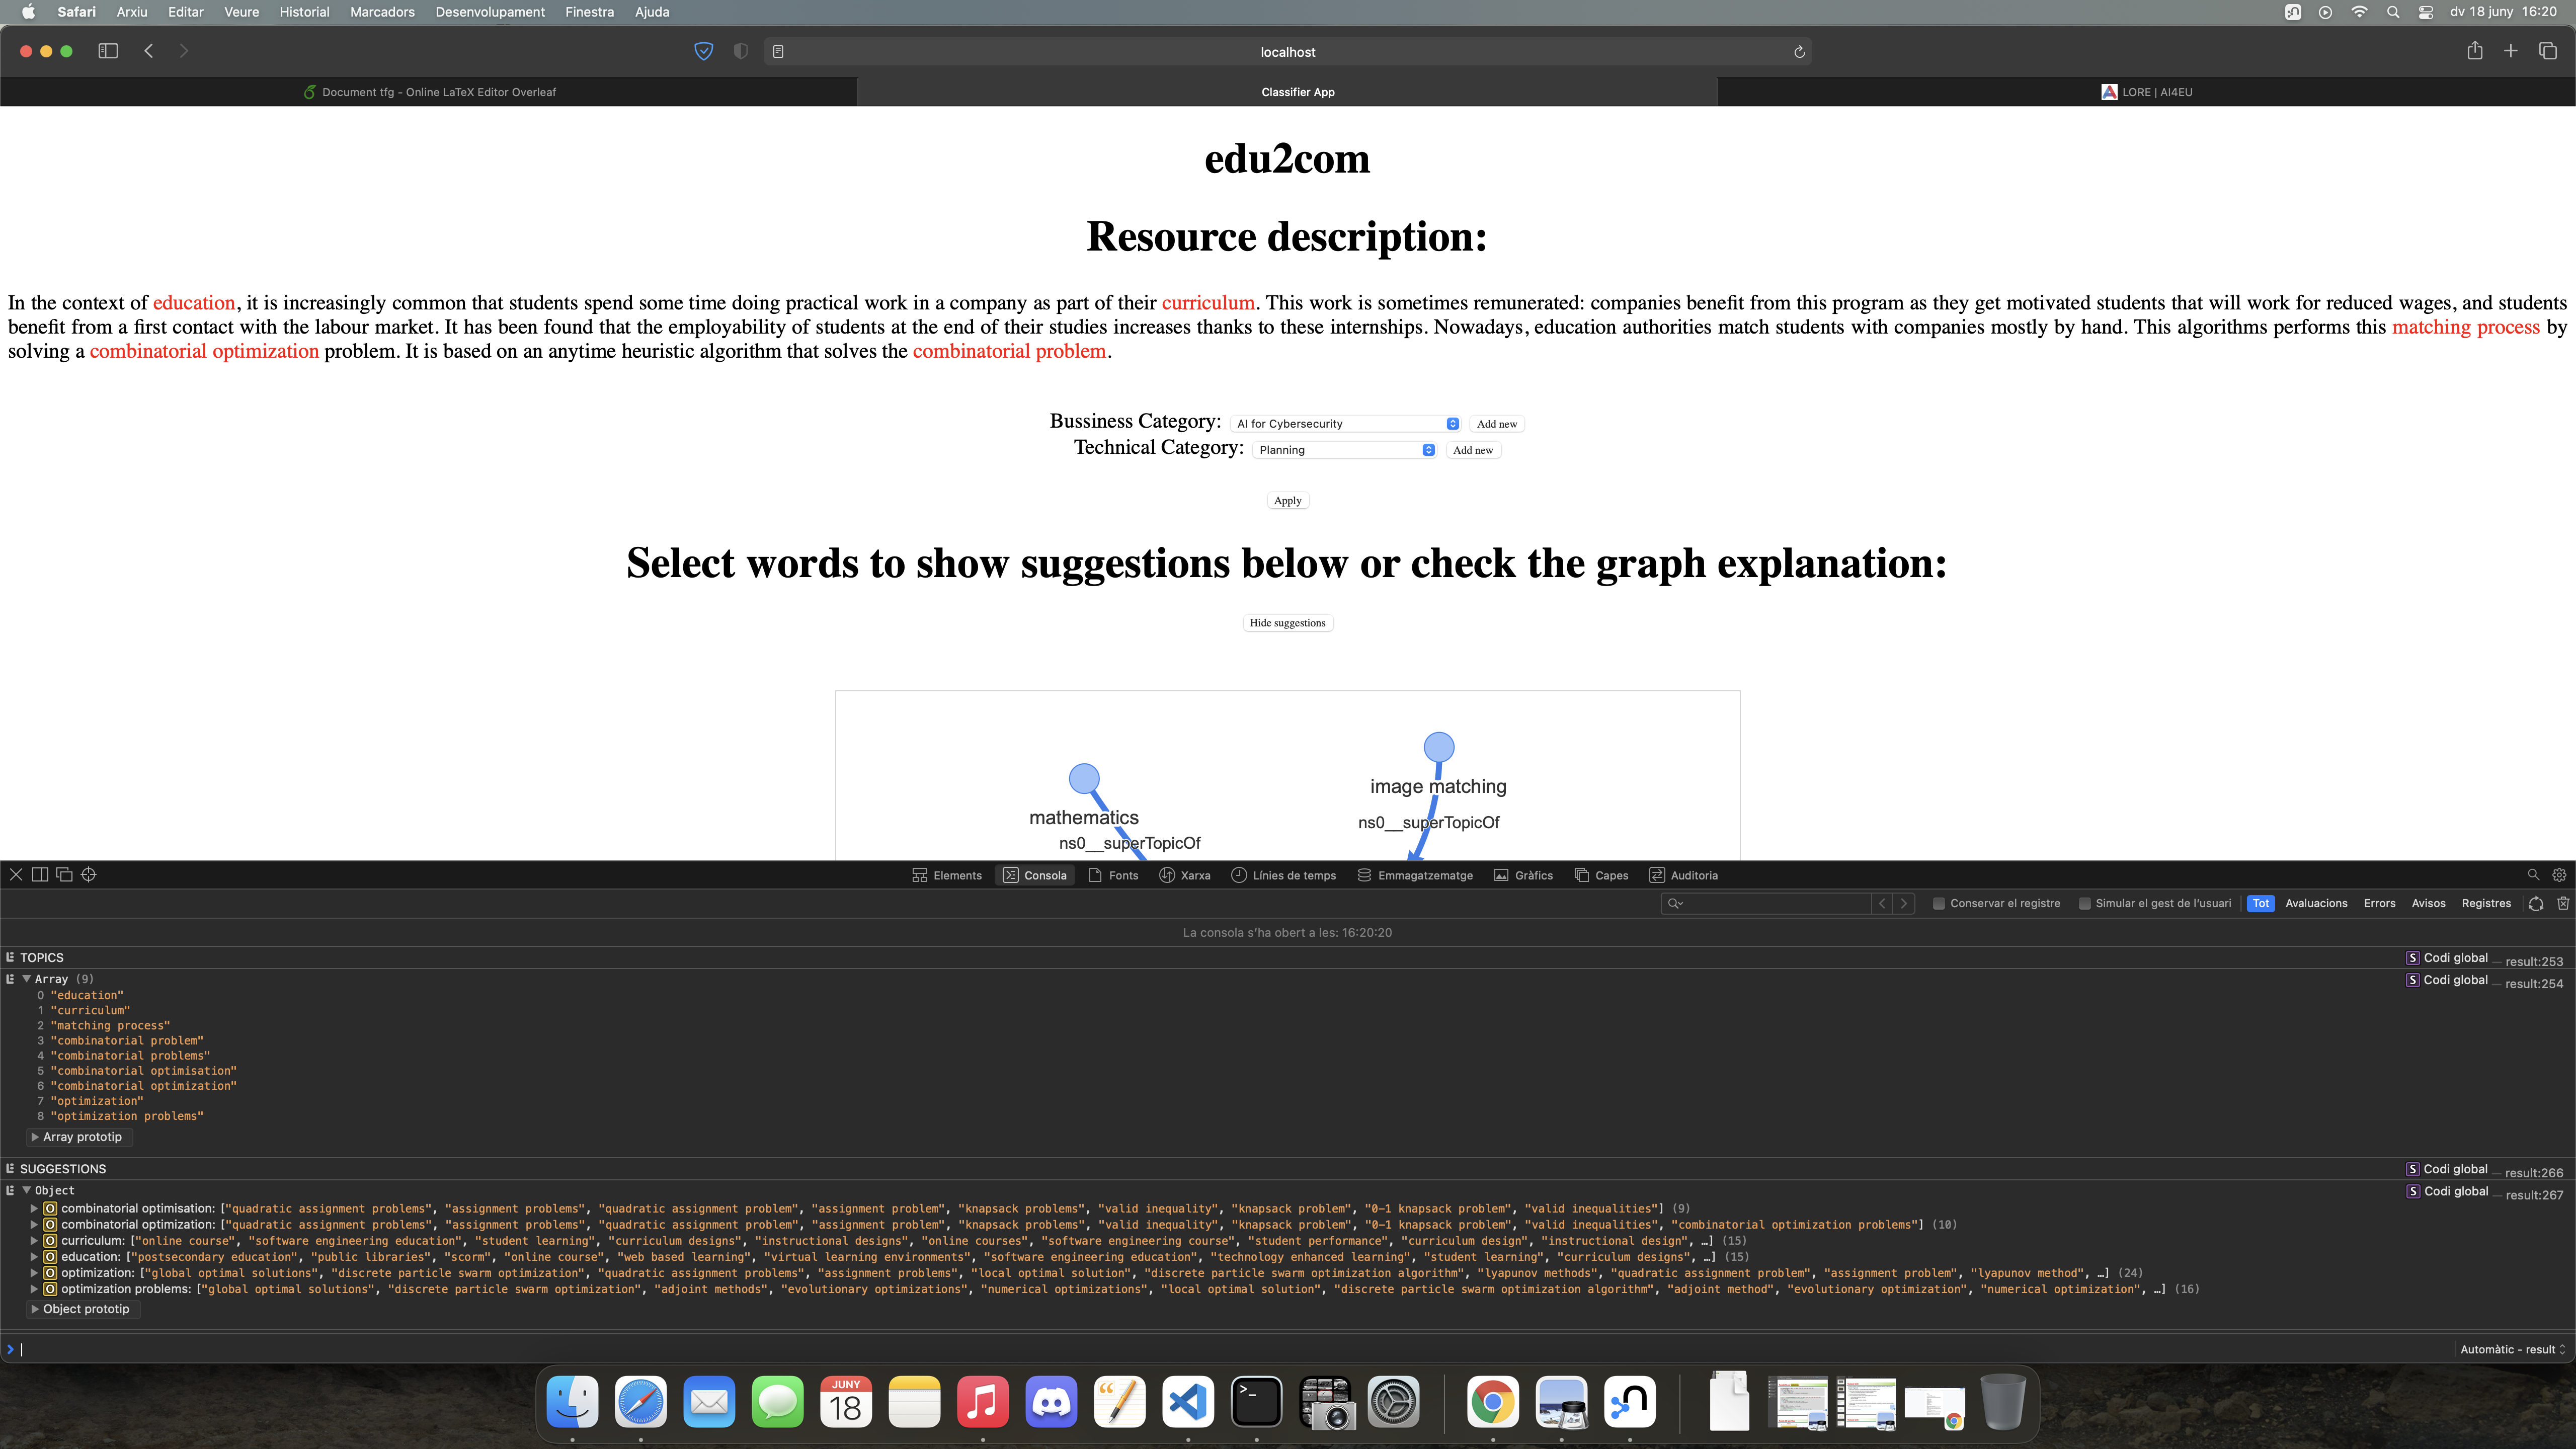 Safari Arxiu Editar Veure Historial Marcadors Desenvolupament Finestra Ajuda dv 18 juny 16:20
localhost
Document tfg - Online LaTeX Editor Overleaf Classifier App LORE | AI4EU
edu2com
Resource description:
In the context of education, it is increasingly common that students spend some time doing practical work in a company as part of their curriculum. This work is sometimes remunerated: companies benefit from this program as they get motivated students that will work for reduced wages, and students
benefit from a first contact with the labour market. It has been found that the employability of students at the end of their studies increases thanks to these internships. Nowadays, education authorities match students with companies mostly by hand. This algorithms performs this matching process by
solving a combinatorial optimization problem. It is based on an anytime heuristic algorithm that solves the combinatorial problem.
Bussiness Category: AI for Cybersecurity Add new
Technical Category: Planning Add new
Apply
Select words to show suggestions below or check the graph explanation:
Hide suggestions
image matching
mathematics
ns0__superTopicOf
ns0__superTopicOf
Elements Consola Fonts Xarxa Línies de temps Emmagatzematge Gràfics Capes Auditoria
Conservar el registre Simular el gest de l'usuari Tot Avaluacions Errors Avisos Registres
La consola s'ha obert a les: 16:20:20
TOPICS S Codi global — result:253
Array (9) S Codi global — result:254
0 "education"
1 "curriculum"
2 "matching process"
3 "combinatorial problem"
4 "combinatorial problems"
5 "combinatorial optimisation"
6 "combinatorial optimization"
7 "optimization"
8 "optimization problems"
Array prototip
SUGGESTIONS S Codi global — result:266
Object S Codi global — result:267
O combinatorial optimisation: ["quadratic assignment problems", "assignment problems", "quadratic assignment problem", "assignment problem", "knapsack problems", "valid inequality", "knapsack problem", "0-1 knapsack problem", "valid inequalities"] (9)
O combinatorial optimization: ["quadratic assignment problems", "assignment problems", "quadratic assignment problem", "assignment problem", "knapsack problems", "valid inequality", "knapsack problem", "0-1 knapsack problem", "valid inequalities", "combinatorial optimization problems"] (10)
O curriculum: ["online course", "software engineering education", "student learning", "curriculum designs", "instructional designs", "online courses", "software engineering course", "student performance", "curriculum design", "instructional design", …] (15)
O education: ["postsecondary education", "public libraries", "scorm", "online course", "web based learning", "virtual learning environments", "software engineering education", "technology enhanced learning", "student learning", "curriculum designs", …] (15)
O optimization: ["global optimal solutions", "discrete particle swarm optimization", "quadratic assignment problems", "assignment problems", "local optimal solution", "discrete particle swarm optimization algorithm", "lyapunov methods", "quadratic assignment problem", "assignment problem", "lyapunov method", …] (24)
O optimization problems: ["global optimal solutions", "discrete particle swarm optimization", "adjoint methods", "evolutionary optimizations", "numerical optimizations", "local optimal solution", "discrete particle swarm optimization algorithm", "adjoint method", "evolutionary optimization", "numerical optimization", …] (16)
Object prototip
Automàtic - result
JUNY
18